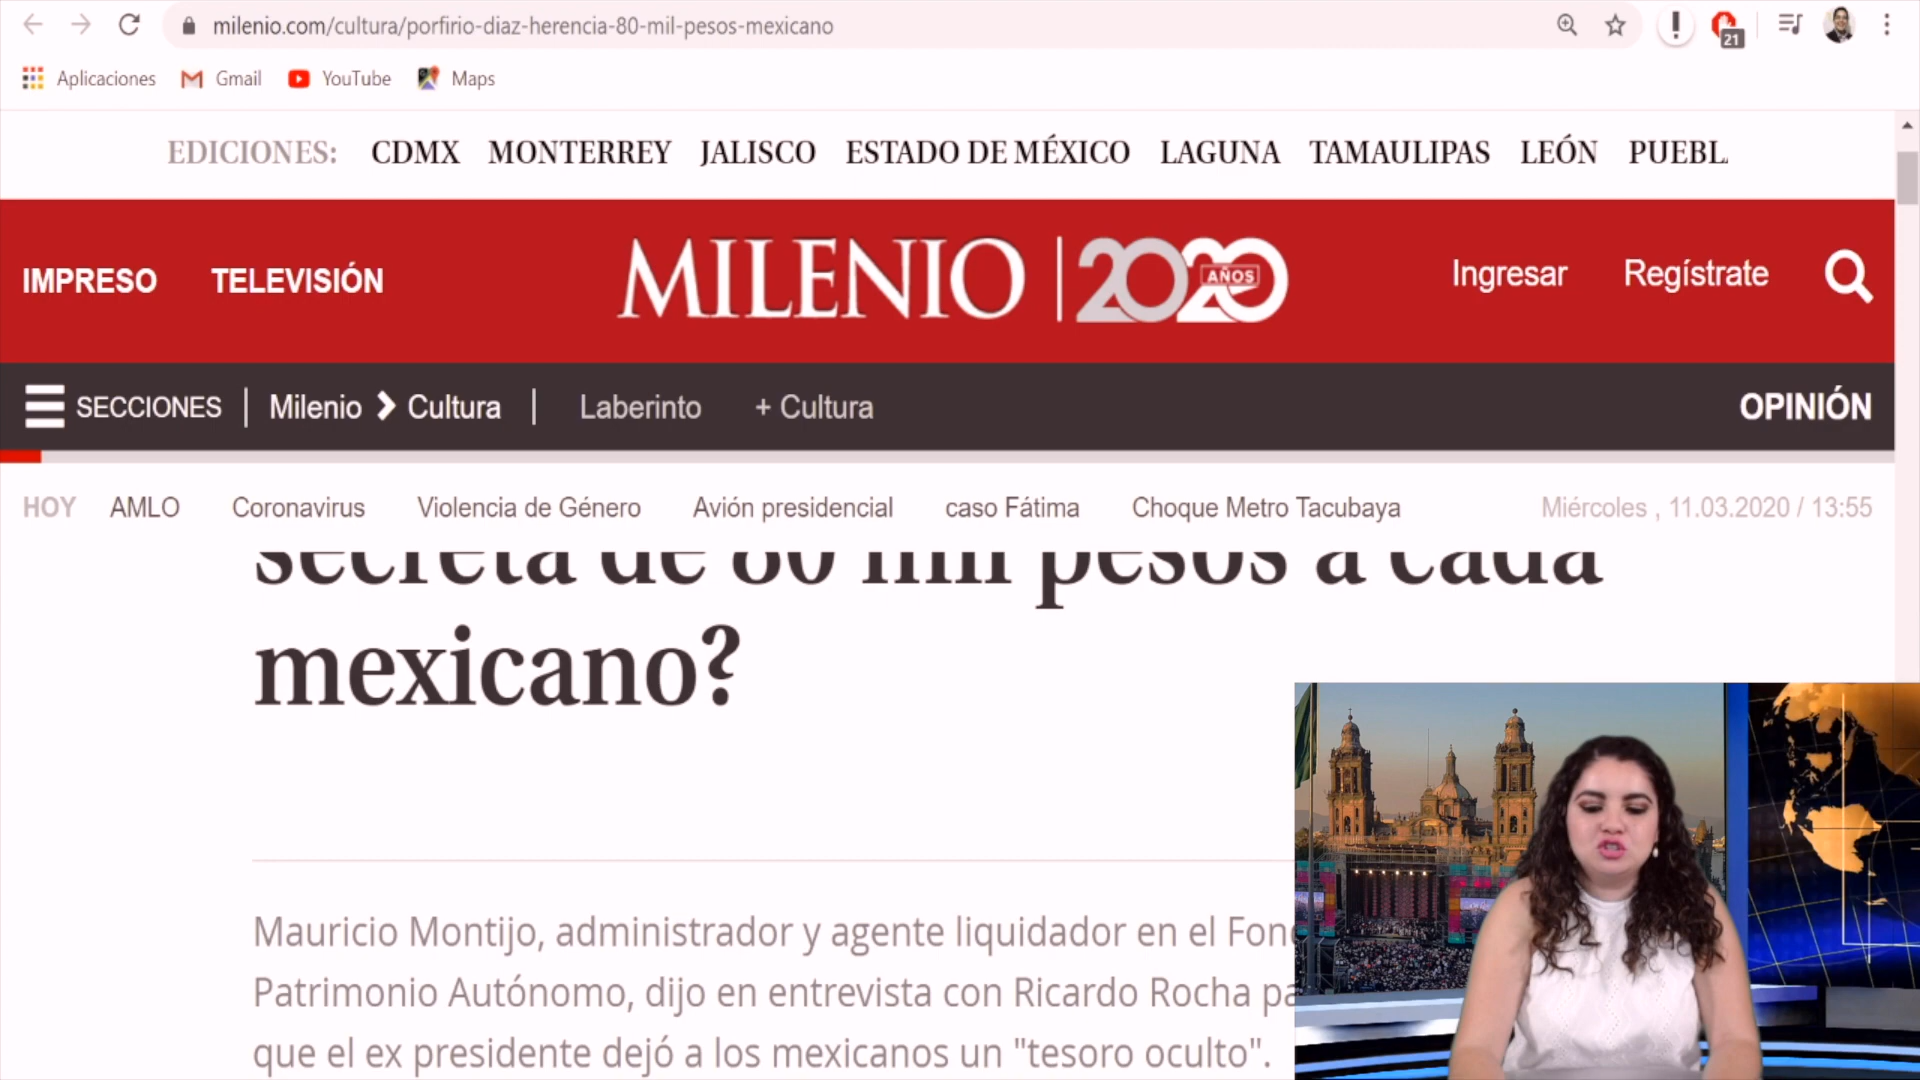 milenio.com/cultura/porfirio-diaz-herencia-80-mil-pesos-mexicano
21
Aplicaciones Gmail YouTube Maps
EDICIONES: CDMX MONTERREY JALISCO ESTADO DE MÉXICO LAGUNA TAMAULIPAS LEÓN PUEBL
IMPRESO TELEVISIÓN MILENIO 2020 AÑOS Ingresar Regístrate
SECCIONES Milenio Cultura Laberinto + Cultura OPINIÓN
HOY AMLO Coronavirus Violencia de Género Avión presidencial caso Fátima Choque Metro Tacubaya Miércoles , 11.03.2020 / 13:55
secreta de 80 mil pesos a cada
mexicano?
Mauricio Montijo, administrador y agente liquidador en el Fon
Patrimonio Autónomo, dijo en entrevista con Ricardo Rocha pa
que el ex presidente dejó a los mexicanos un "tesoro oculto".